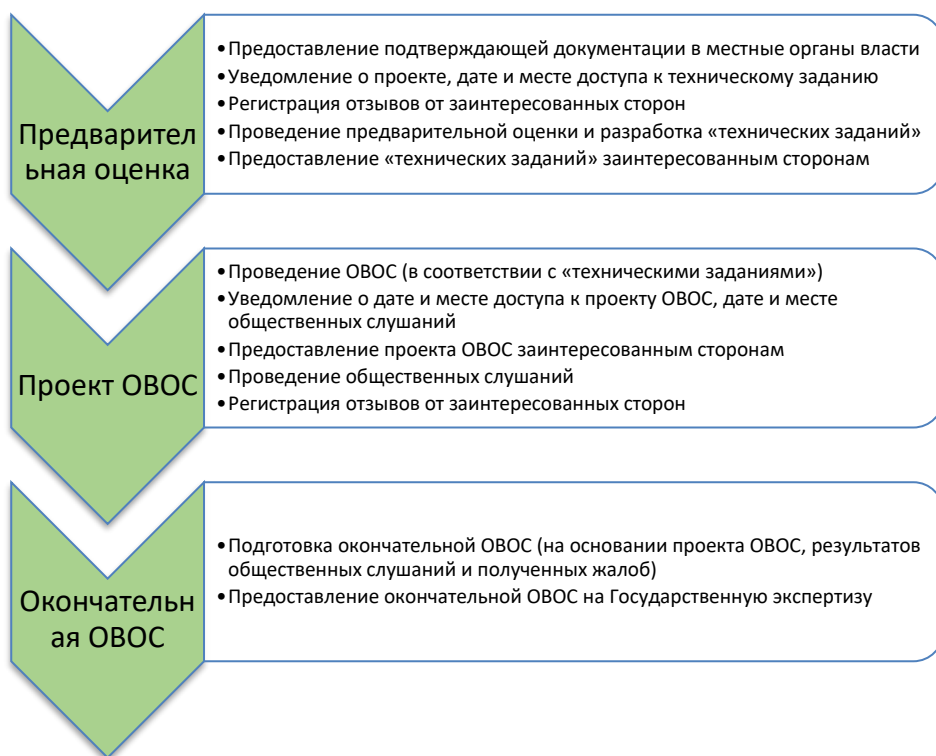 Предварител
ьная оценка
•Предоставление подтверждающей документации в местные органы власти
•Уведомление о проекте, дате и месте доступа к техническому заданию
•Регистрация отзывов от заинтересованных сторон
•Проведение предварительной оценки и разработка «технических заданий»
•Предоставление «технических заданий» заинтересованным сторонам
Проект ОВОС
•Проведение ОВОС (в соответствии с «техническими заданиями»)
•Уведомление о дате и месте доступа к проекту ОВОС, дате и месте
общественных слушаний
•Предоставление проекта ОВОС заинтересованным сторонам
•Проведение общественных слушаний
•Регистрация отзывов от заинтересованных сторон
Окончательн
ая ОВОС
•Подготовка окончательной ОВОС (на основании проекта ОВОС, результатов
общественных слушаний и полученных жалоб)
•Предоставление окончательной ОВОС на Государственную экспертизу